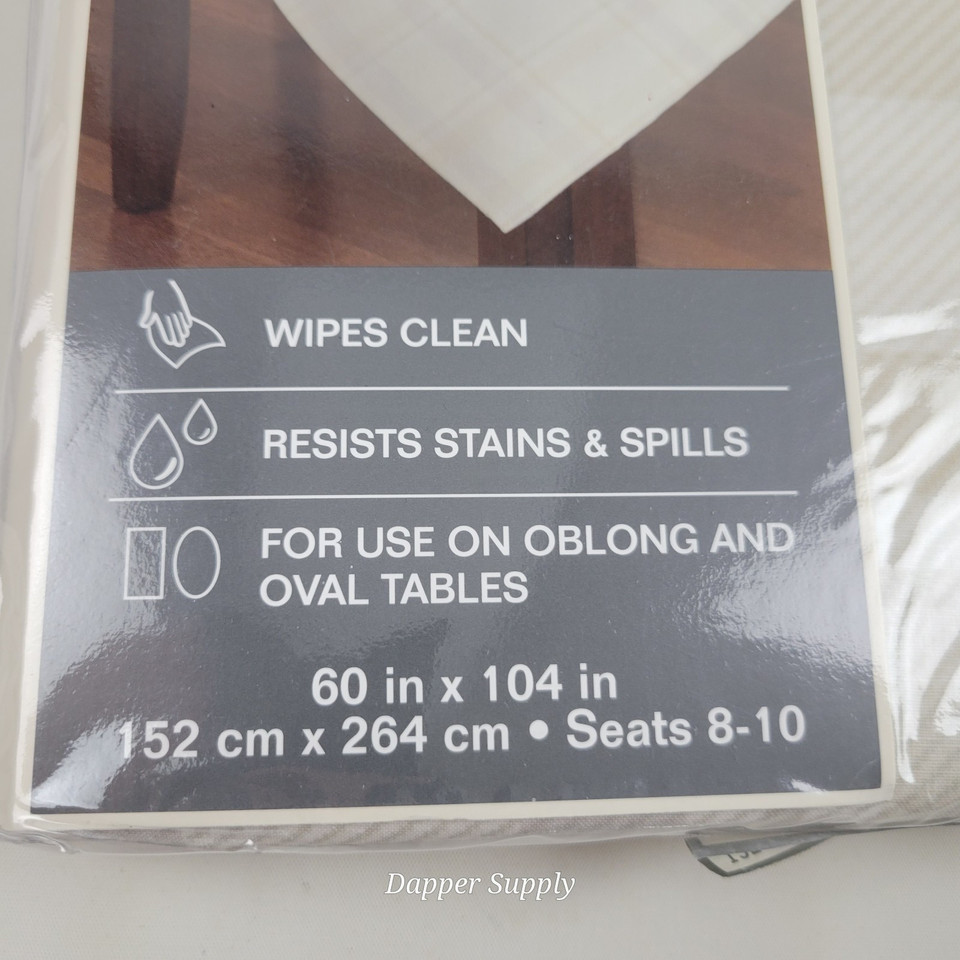 WIPES CLEAN
RESISTS STAINS & SPILLS
FOR USE ON OBLONG AND
OVAL TABLES
60 in x 104 in
152 cm x 264 cm • Seats 8-10
Dapper Supply